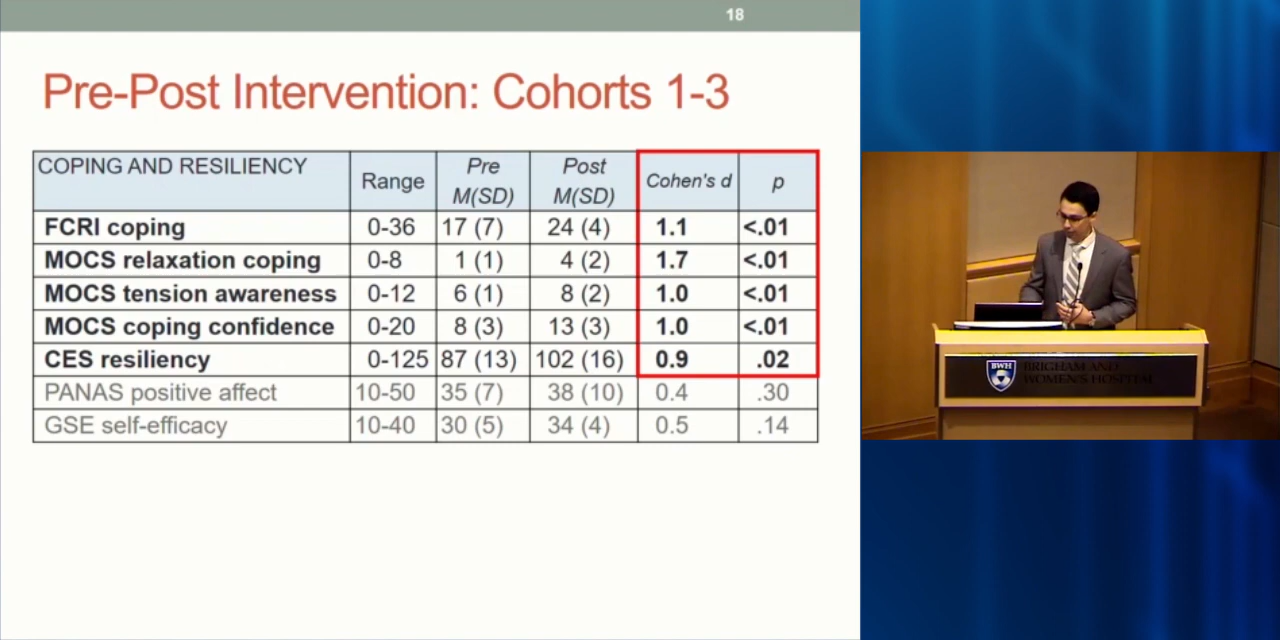 18
Pre-Post Intervention: Cohorts 1-3
COPING AND RESILIENCY Range Pre M(SD) Post M(SD) Cohen's d p
FCRI coping 0-36 17 (7) 24 (4) 1.1 <.01
MOCS relaxation coping 0-8 1 (1) 4 (2) 1.7 <.01
MOCS tension awareness 0-12 6 (1) 8 (2) 1.0 <.01
MOCS coping confidence 0-20 8 (3) 13 (3) 1.0 <.01
CES resiliency 0-125 87 (13) 102 (16) 0.9 .02
PANAS positive affect 10-50 35 (7) 38 (10) 0.4 .30
GSE self-efficacy 10-40 30 (5) 34 (4) 0.5 .14
BWH
BRIGHAM AND
WOMEN'S HOSPITAL